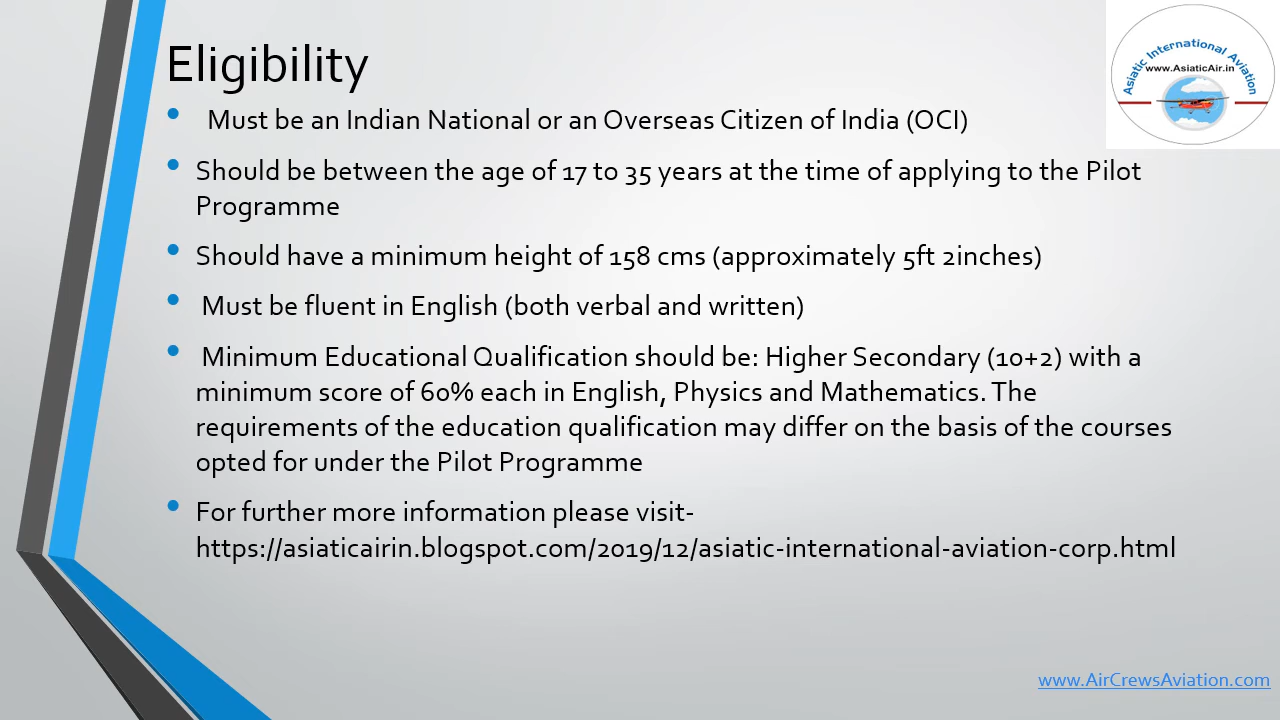 Eligibility
Asiatic International Aviation
www.AsiaticAir.in
• Must be an Indian National or an Overseas Citizen of India (OCI)
• Should be between the age of 17 to 35 years at the time of applying to the Pilot
Programme
• Should have a minimum height of 158 cms (approximately 5ft 2inches)
• Must be fluent in English (both verbal and written)
• Minimum Educational Qualification should be: Higher Secondary (10+2) with a
minimum score of 60% each in English, Physics and Mathematics. The
requirements of the education qualification may differ on the basis of the courses
opted for under the Pilot Programme
• For further more information please visit-
https://asiaticairin.blogspot.com/2019/12/asiatic-international-aviation-corp.html
www.AirCrewsAviation.com